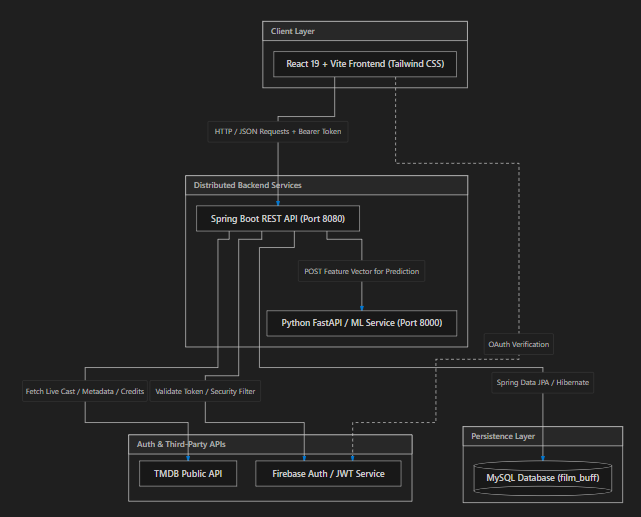 Client Layer
React 19 + Vite Frontend (Tailwind CSS)
HTTP / JSON Requests + Bearer Token
Distributed Backend Services
Spring Boot REST API (Port 8080)
POST Feature Vector for Prediction
Python FastAPI / ML Service (Port 8000)
OAuth Verification
Fetch Live Cast / Metadata / Credits
Validate Token / Security Filter
Spring Data JPA / Hibernate
Auth & Third-Party APIs
TMDB Public API
Firebase Auth / JWT Service
Persistence Layer
MySQL Database (film_buff)